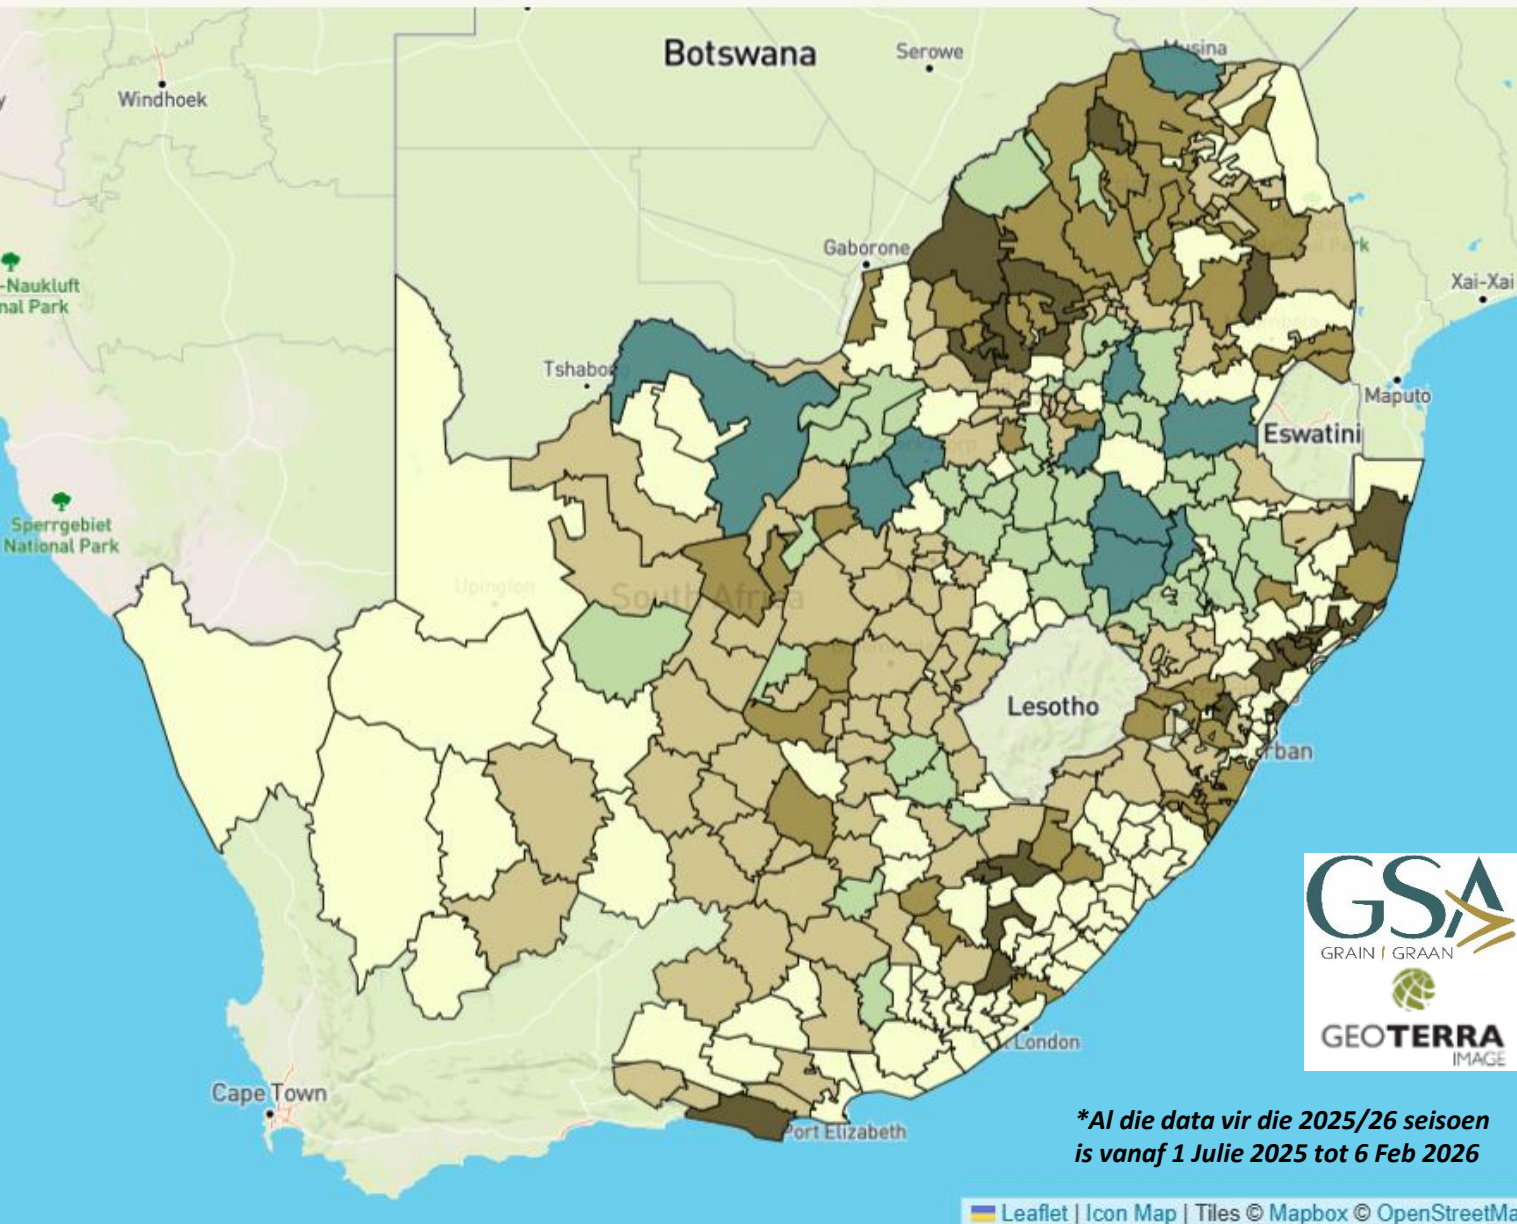 Botswana
Serowe
Musina
Windhoek
Gaborone
-Naukluft
nal Park
Park
Xai-Xai
Tshabo
Maputo
Eswatini
Sperrgebiet
National Park
Upington
South Africa
Lesotho
rban
GSA
GRAIN | GRAAN
GEOTERRA
IMAGE
London
Cape Town
Port Elizabeth
*Al die data vir die 2025/26 seisoen
is vanaf 1 Julie 2025 tot 6 Feb 2026
Leaflet | Icon Map | Tiles © Mapbox © OpenStreetMa